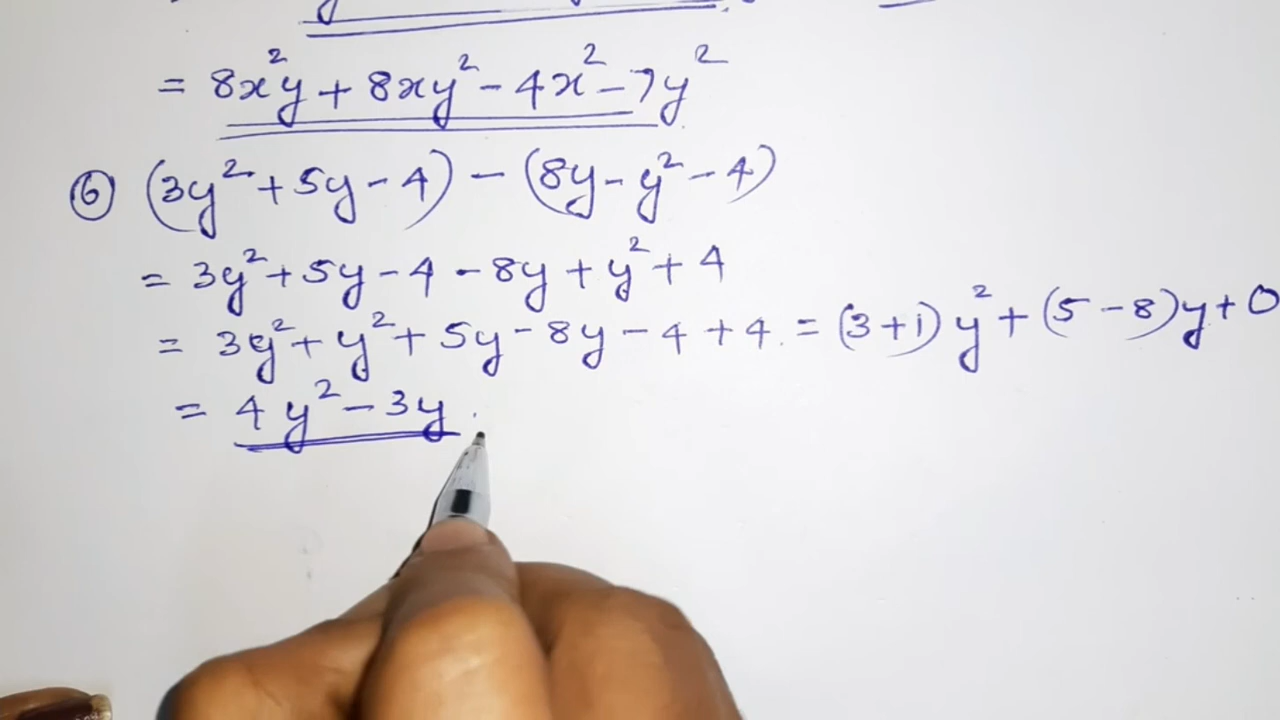 = 8x²y + 8xy² - 4x² - 7y²
⑥ (3y² + 5y - 4) - (8y - y² - 4)
= 3y² + 5y - 4 - 8y + y² + 4
= 3y² + y² + 5y - 8y - 4 + 4. = (3+1) y² + (5-8)y + 0
= 4y² - 3y.